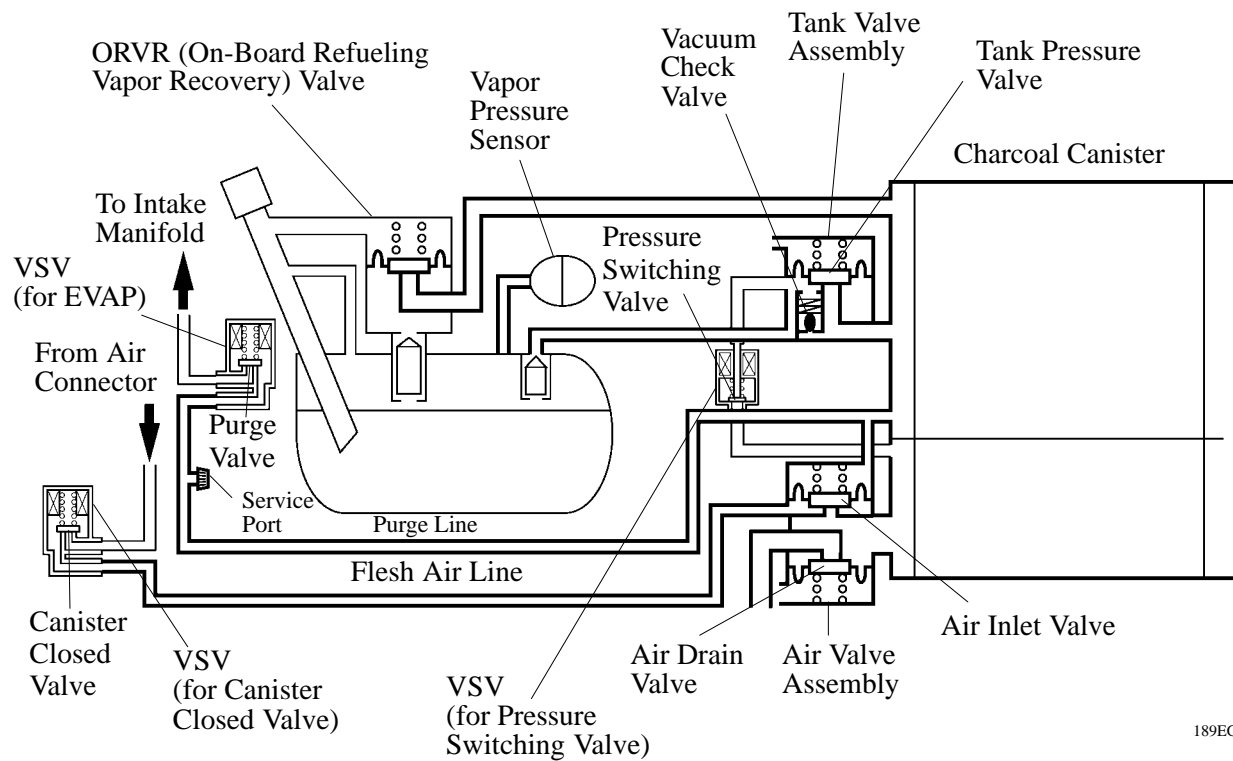 ORVR (On-Board Refueling
Vapor Recovery) Valve
Vapor
Pressure
Sensor
Vacuum
Check
Valve
Tank Valve
Assembly
Tank Pressure
Valve
Charcoal Canister
To Intake
Manifold
VSV
(for EVAP)
From Air
Connector
Pressure
Switching
Valve
Purge
Valve
Service
Port
Purge Line
Flesh Air Line
Canister
Closed
Valve
VSV
(for Canister
Closed Valve)
VSV
(for Pressure
Switching Valve)
Air Drain
Valve
Air Valve
Assembly
Air Inlet Valve